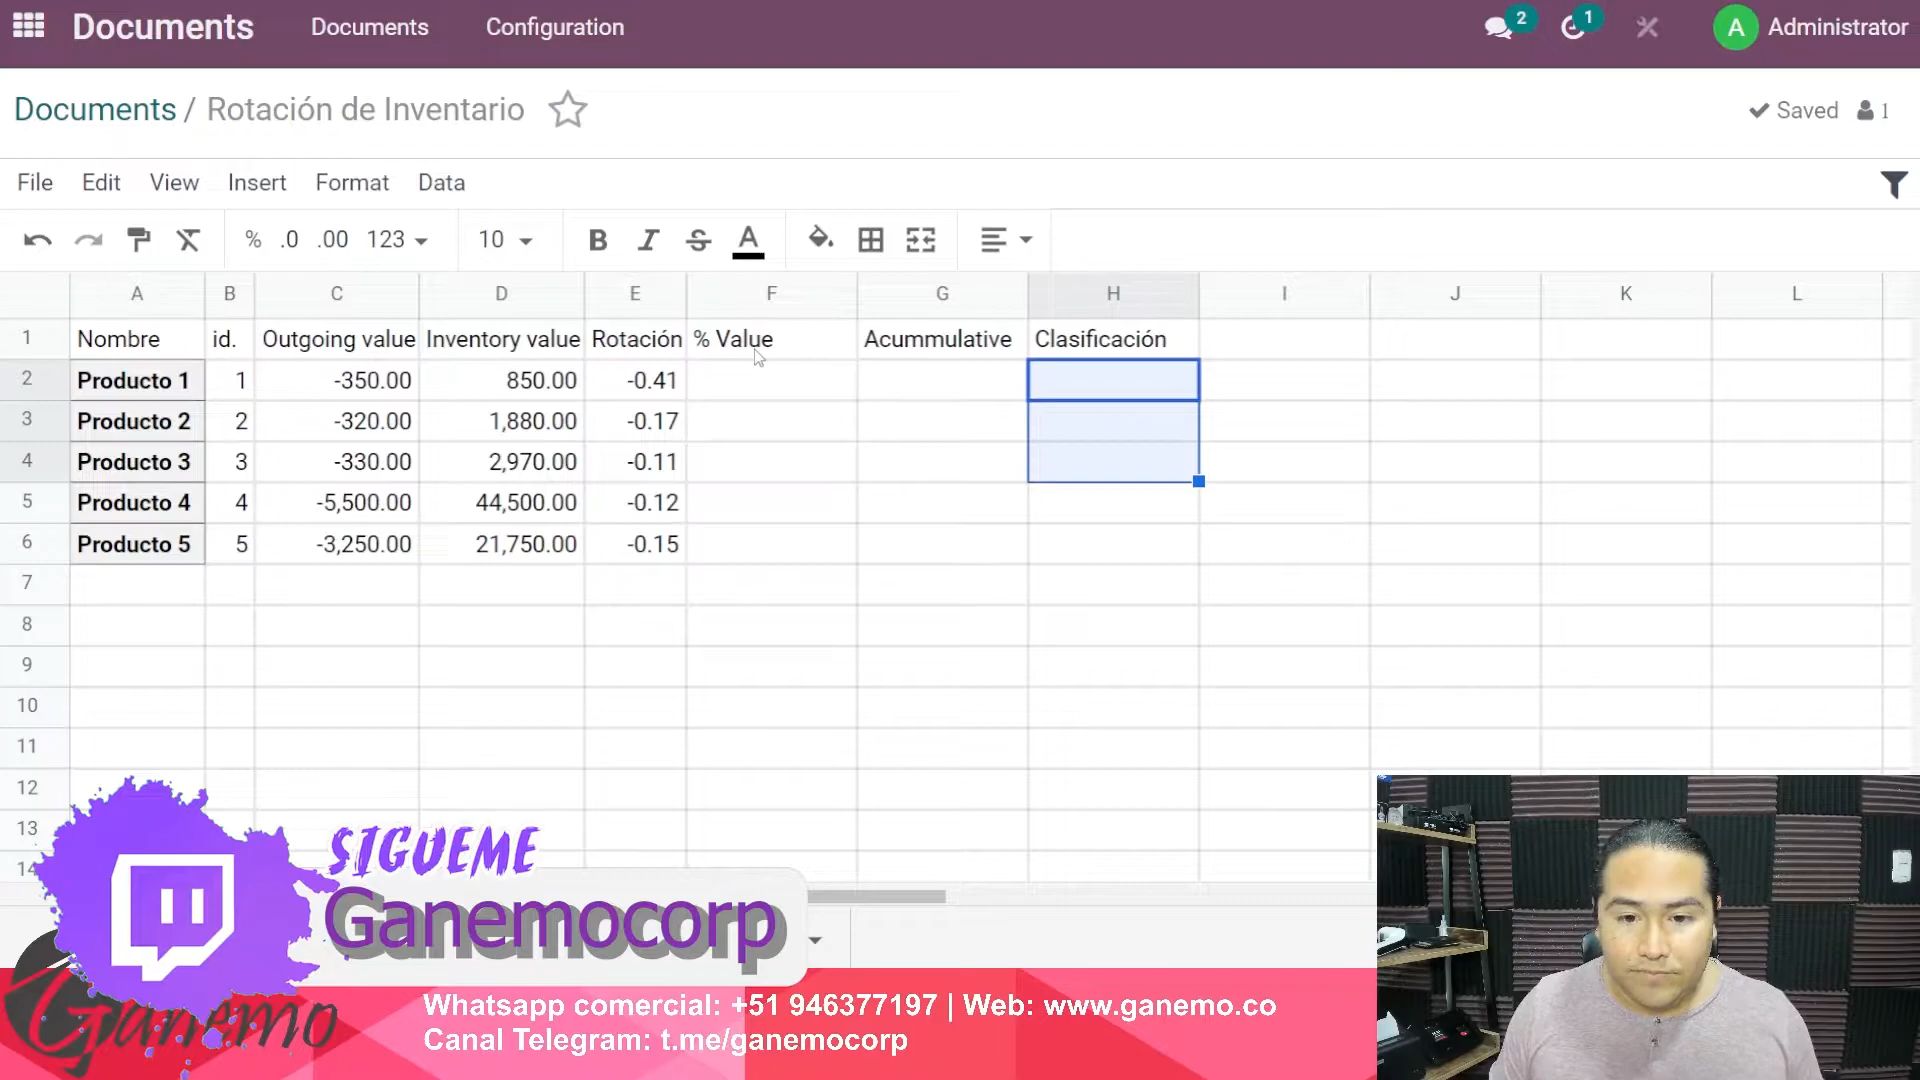 Documents Documents Configuration 2 1 A Administrator
Documents / Rotación de Inventario Saved 1
File Edit View Insert Format Data
% .0 .00 123 10 B I S A
A B C D E F G H I J K L
1 Nombre id. Outgoing value Inventory value Rotación % Value Acummulative Clasificación
2 Producto 1 1 -350.00 850.00 -0.41
3 Producto 2 2 -320.00 1,880.00 -0.17
4 Producto 3 3 -330.00 2,970.00 -0.11
5 Producto 4 4 -5,500.00 44,500.00 -0.12
6 Producto 5 5 -3,250.00 21,750.00 -0.15
7
8
9
10
11
12
13
14
SIGUEME
Ganemocorp
Ganemo
Whatsapp comercial: +51 946377197 | Web: www.ganemo.co
Canal Telegram: t.me/ganemocorp